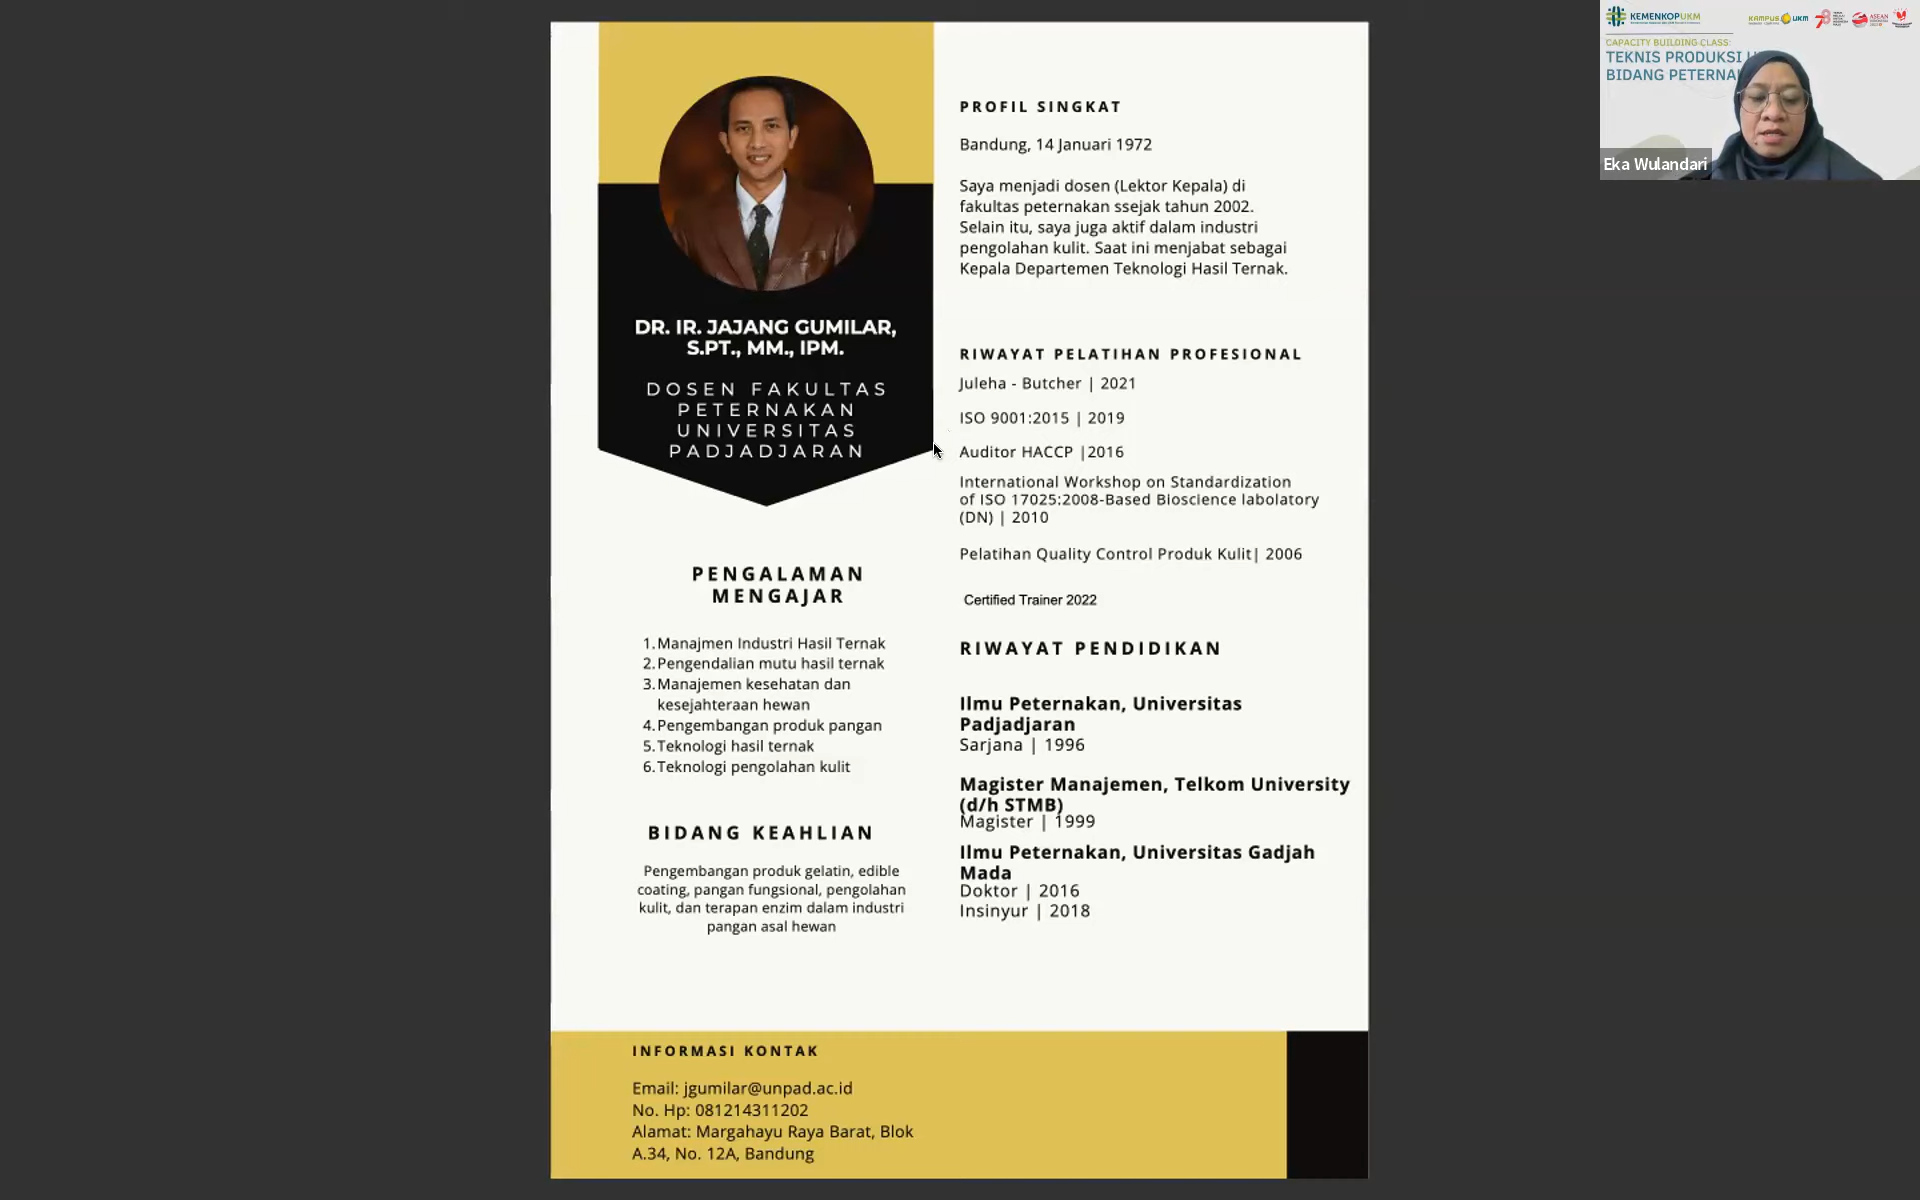 DR. IR. JAJANG GUMILAR,
S.PT., MM., IPM.
DOSEN FAKULTAS
PETERNAKAN
UNIVERSITAS
PADJADJARAN
PENGALAMAN
MENGAJAR
1. Manajmen Industri Hasil Ternak
2. Pengendalian mutu hasil ternak
3. Manajemen kesehatan dan
kesejahteraan hewan
4. Pengembangan produk pangan
5. Teknologi hasil ternak
6. Teknologi pengolahan kulit
BIDANG KEAHLIAN
Pengembangan produk gelatin, edible
coating, pangan fungsional, pengolahan
kulit, dan terapan enzim dalam industri
pangan asal hewan
PROFIL SINGKAT
Bandung, 14 Januari 1972
Saya menjadi dosen (Lektor Kepala) di
fakultas peternakan ssejak tahun 2002.
Selain itu, saya juga aktif dalam industri
pengolahan kulit. Saat ini menjabat sebagai
Kepala Departemen Teknologi Hasil Ternak.
RIWAYAT PELATIHAN PROFESIONAL
Juleha - Butcher | 2021
ISO 9001:2015 | 2019
Auditor HACCP |2016
International Workshop on Standardization
of ISO 17025:2008-Based Bioscience labolatory
(DN) | 2010
Pelatihan Quality Control Produk Kulit| 2006
Certified Trainer 2022
RIWAYAT PENDIDIKAN
Ilmu Peternakan, Universitas
Padjadjaran
Sarjana | 1996
Magister Manajemen, Telkom University
(d/h STMB)
Magister | 1999
Ilmu Peternakan, Universitas Gadjah
Mada
Doktor | 2016
Insinyur | 2018
INFORMASI KONTAK
Email: jgumilar@unpad.ac.id
No. Hp: 081214311202
Alamat: Margahayu Raya Barat, Blok
A.34, No. 12A, Bandung
KEMENKOPUKM
KAMPUS UKM
78
ASEAN
CAPACITY BUILDING CLASS:
TEKNIS PRODUKSI
BIDANG PETERNA
Eka Wulandari